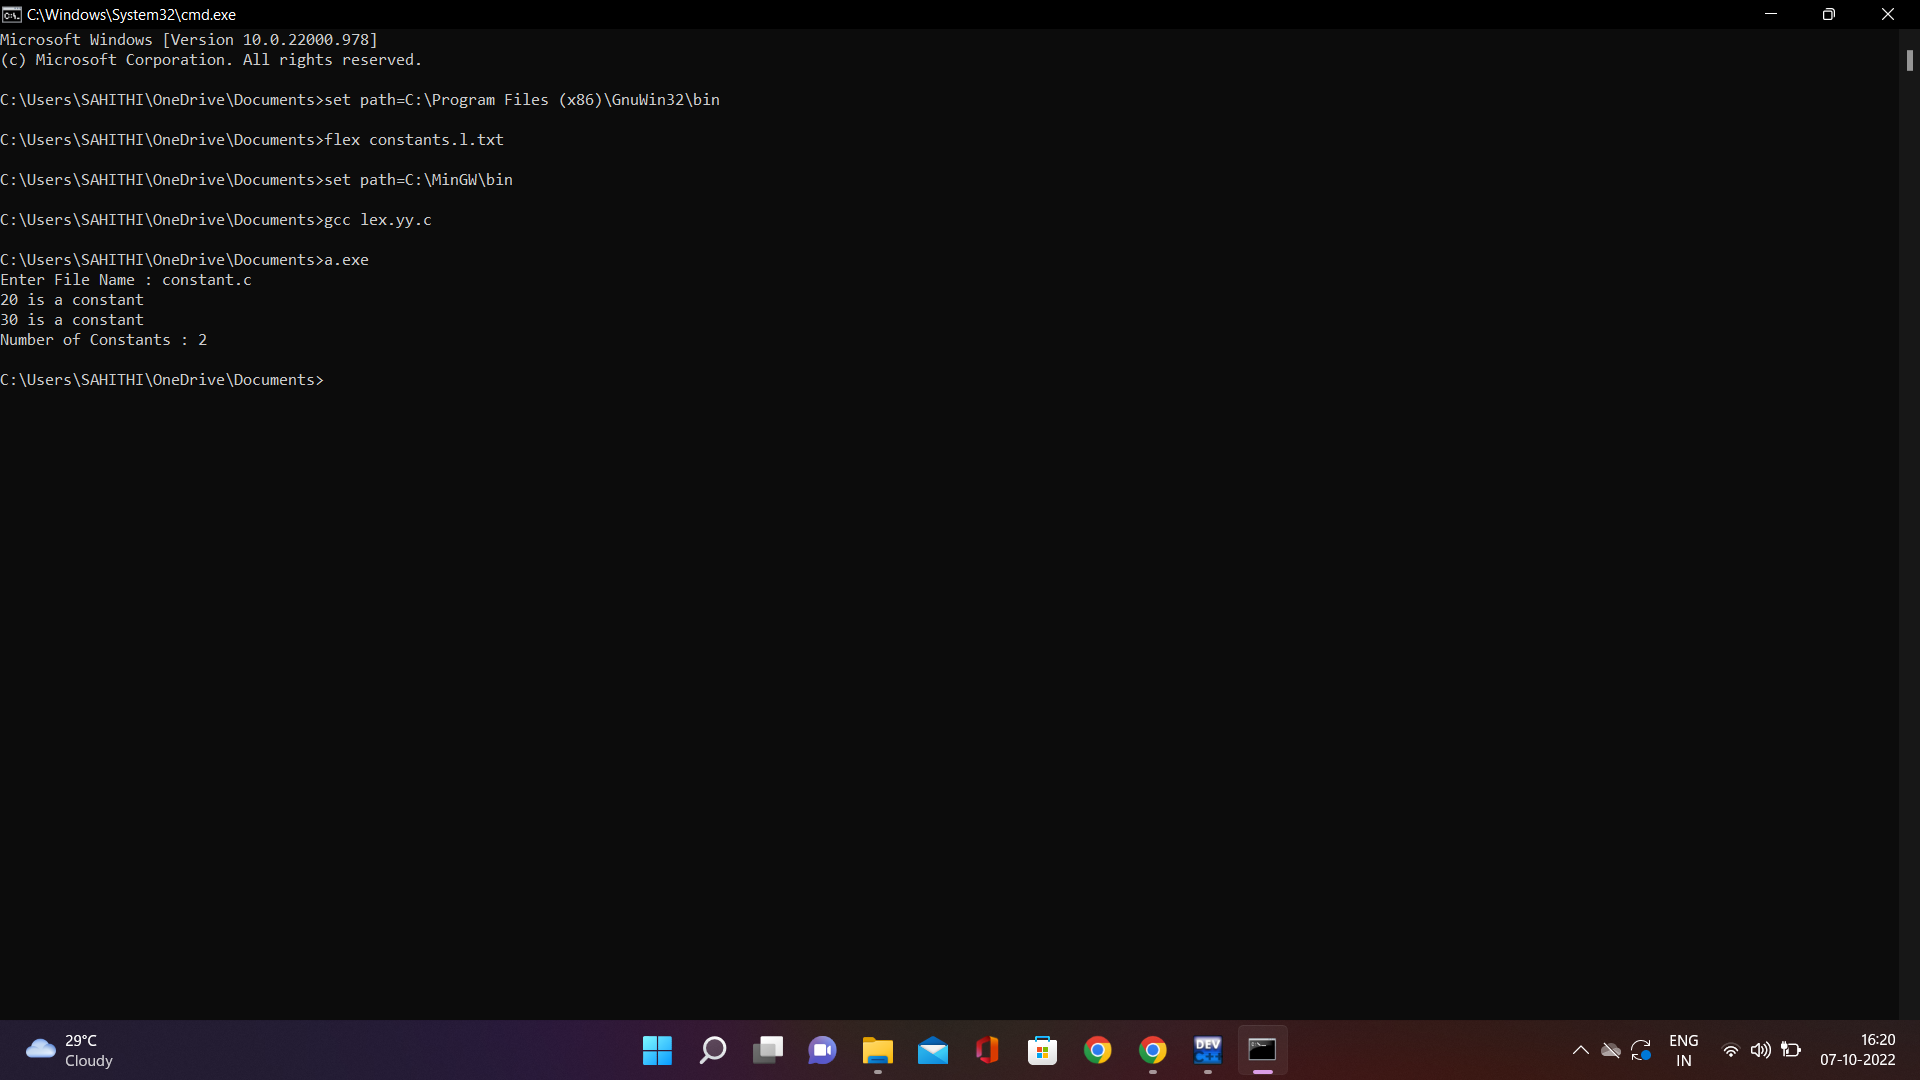 C:\Windows\System32\cmd.exe
Microsoft Windows [Version 10.0.22000.978]
(c) Microsoft Corporation. All rights reserved.
C:\Users\SAHITHI\OneDrive\Documents>set path=C:\Program Files (x86)\GnuWin32\bin
C:\Users\SAHITHI\OneDrive\Documents>flex constants.l.txt
C:\Users\SAHITHI\OneDrive\Documents>set path=C:\MinGW\bin
C:\Users\SAHITHI\OneDrive\Documents>gcc lex.yy.c
C:\Users\SAHITHI\OneDrive\Documents>a.exe
Enter File Name : constant.c
20 is a constant
30 is a constant
Number of Constants : 2
C:\Users\SAHITHI\OneDrive\Documents>
29°C
Cloudy
DEV
C++
ENG
IN
16:20
07-10-2022